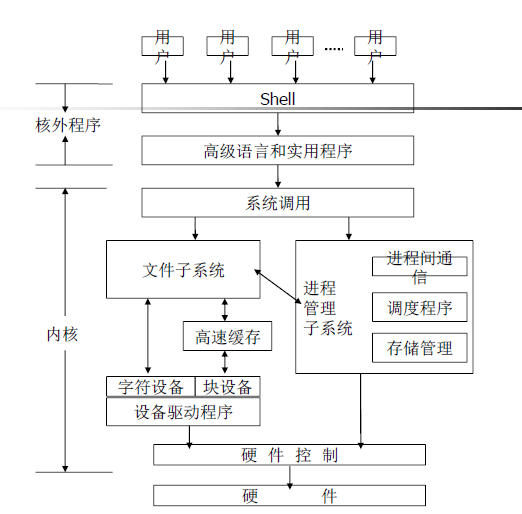 用户 用户 用户 …… 用户
Shell
核外程序
高级语言和实用程序
系统调用
文件子系统
进程间通信
进程
管理
子系统
调度程序
内核
高速缓存
存储管理
字符设备 块设备
设备驱动程序
硬 件 控 制
硬 件